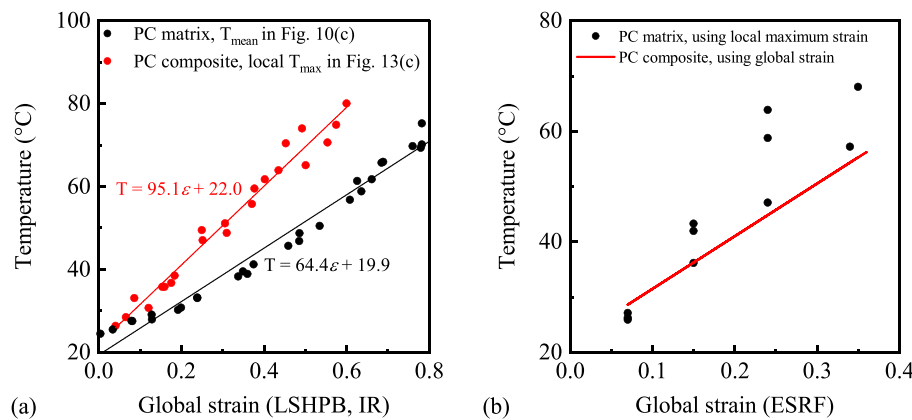 100
80
60
40
20
Temperature (°C)
PC matrix, Tmean in Fig. 10(c)
PC composite, local Tmax in Fig. 13(c)
T = 95.1ε + 22.0
T = 64.4ε + 19.9
0.0 0.2 0.4 0.6 0.8
(a) Global strain (LSHPB, IR)
80
60
40
20
Temperature (°C)
PC matrix, using local maximum strain
PC composite, using global strain
0.0 0.1 0.2 0.3 0.4
(b) Global strain (ESRF)